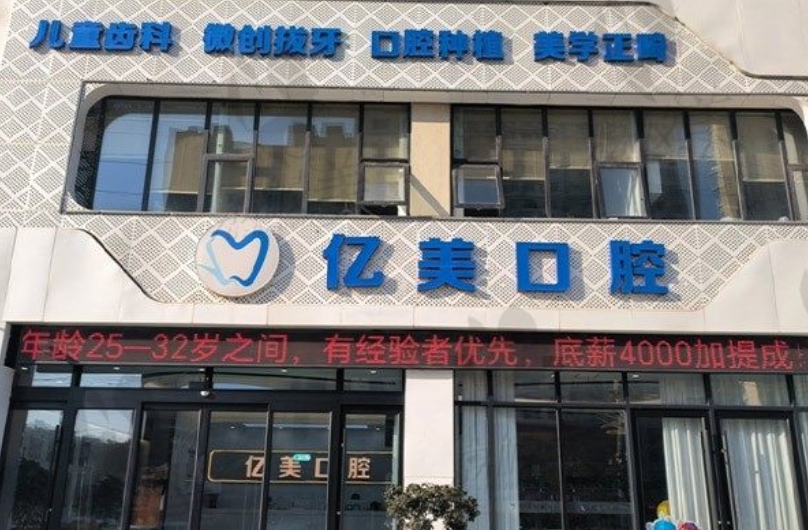 儿童齿科 微创拔牙 口腔种植 美学正畸
亿美口腔
年龄25—32岁之间，有经验者优先，底薪4000加提成
亿美口腔